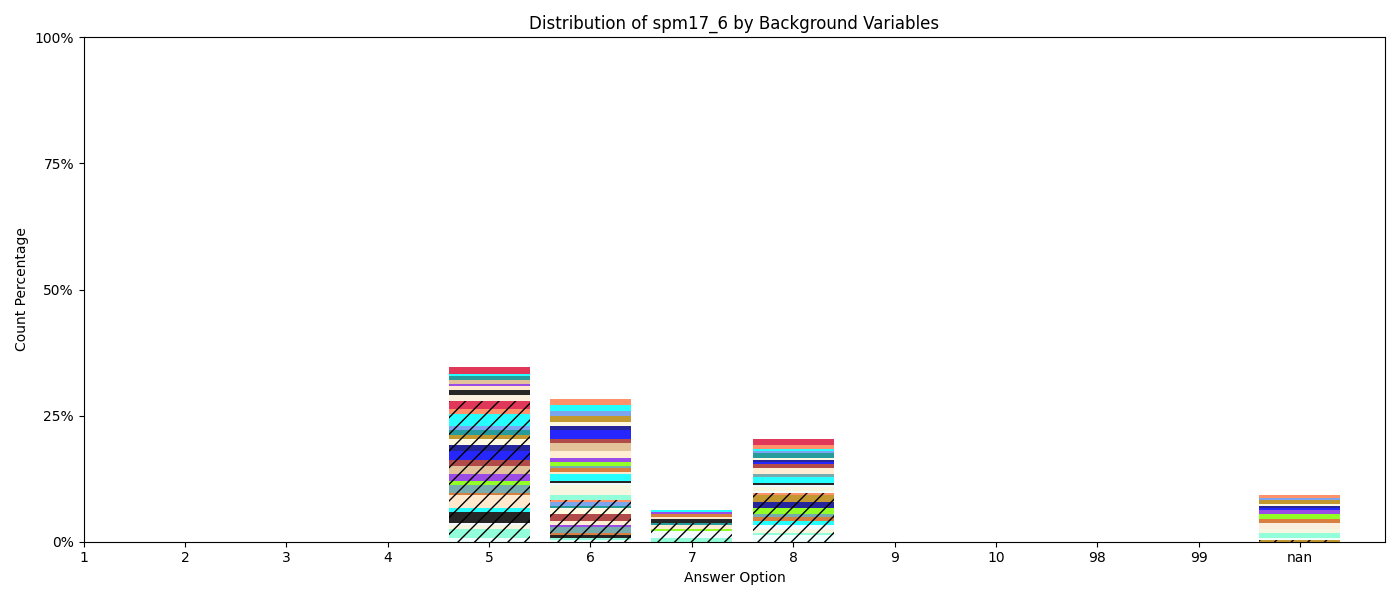 Distribution of spm17_6 by Background Variables
100%
75%
50%
25%
0%
Count Percentage
1 2 3 4 5 6 7 8 9 10 98 99 nan
Answer Option